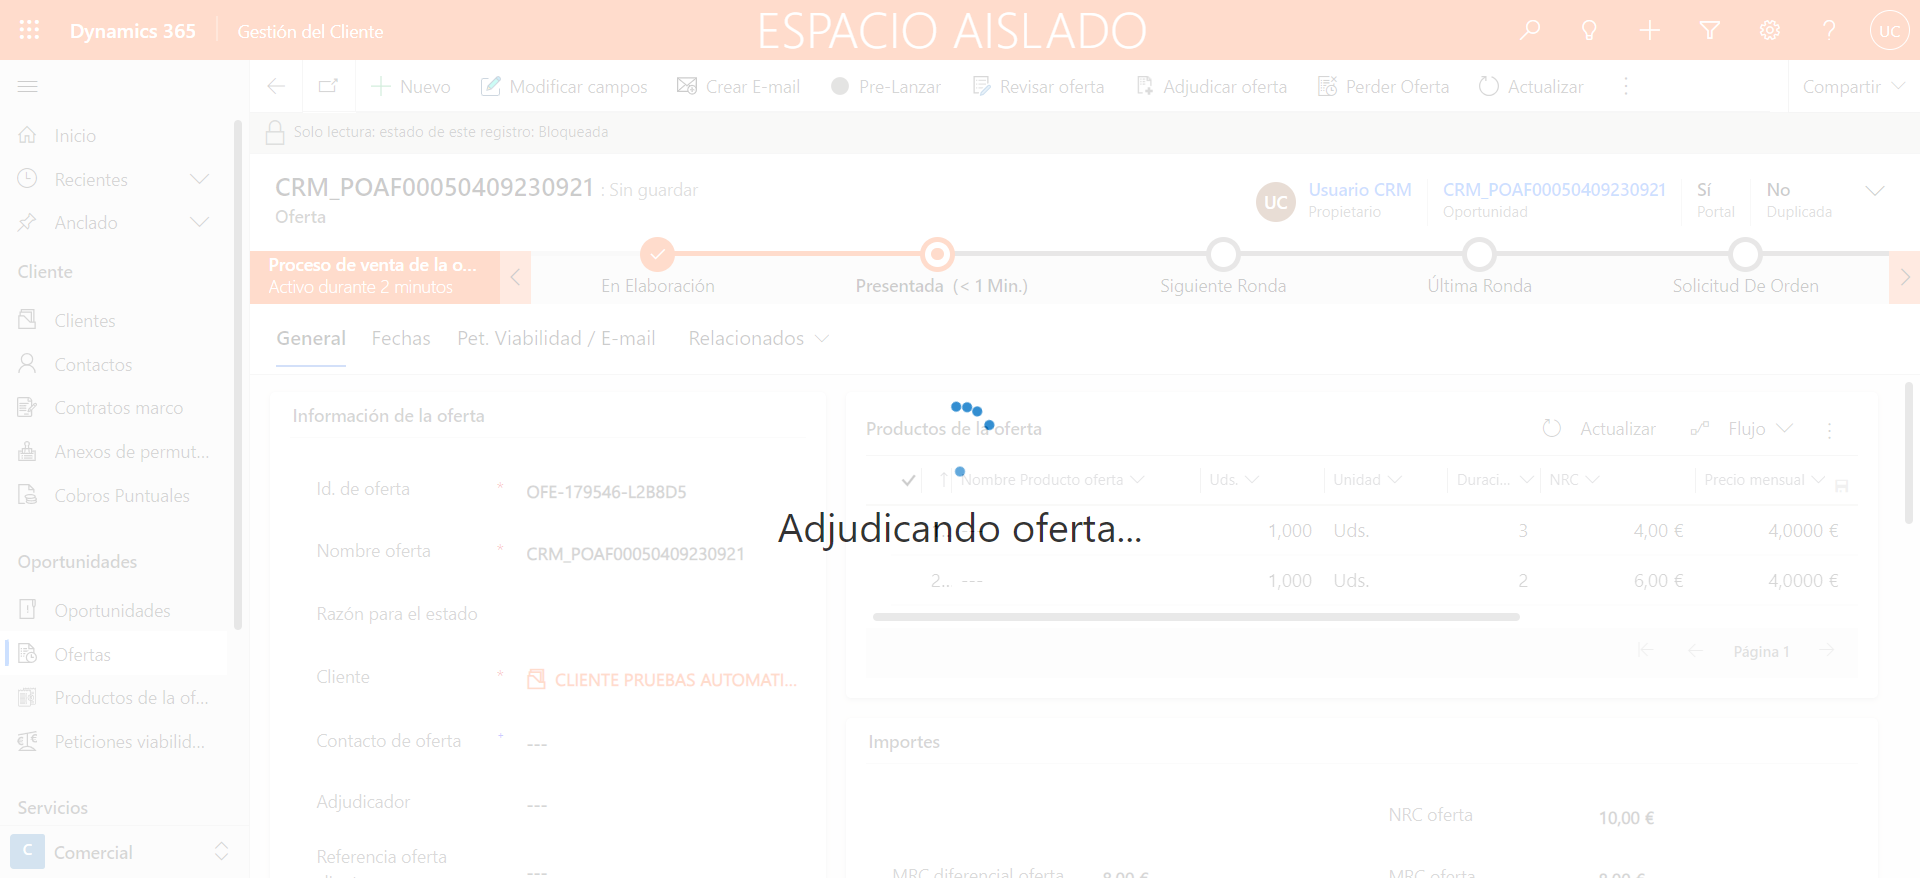 Dynamics 365
Gestión del Cliente
ESPACIO AISLADO
UC
Nuevo
Modificar campos
Crear E-mail
Pre-Lanzar
Revisar oferta
Adjudicar oferta
Perder Oferta
Actualizar
Compartir
Solo lectura: estado de este registro: Bloqueada
Inicio
Recientes
Anclado
Cliente
Clientes
Contactos
Contratos marco
Anexos de permut...
Cobros Puntuales
Oportunidades
Oportunidades
Ofertas
Productos de la of...
Peticiones viabilid...
Servicios
C
Comercial
CRM_POAF00050409230921 : Sin guardar
Oferta
UC
Usuario CRM
Propietario
CRM_POAF00050409230921
Oportunidad
Sí
Portal
No
Duplicada
Proceso de venta de la o...
Activo durante 2 minutos
En Elaboración
Presentada (< 1 Min.)
Siguiente Ronda
Última Ronda
Solicitud De Orden
General
Fechas
Pet. Viabilidad / E-mail
Relacionados
Información de la oferta
Id. de oferta * OFE-179546-L2B8D5
Nombre oferta * CRM_POAF00050409230921
Razón para el estado
Cliente * CLIENTE PRUEBAS AUTOMATI...
Contacto de oferta + ---
Adjudicador ---
Referencia oferta
---
Productos de la oferta
Actualizar
Flujo
Nombre Producto oferta Uds. Unidad Duraci... NRC Precio mensual
1,000 Uds. 3 4,00 € 4,0000 €
2.. --- 1,000 Uds. 2 6,00 € 4,0000 €
Adjudicando oferta...
Página 1
Importes
NRC oferta 10,00 €
MRC diferencial oferta 8,00 €
MRC oferta 8,00 €